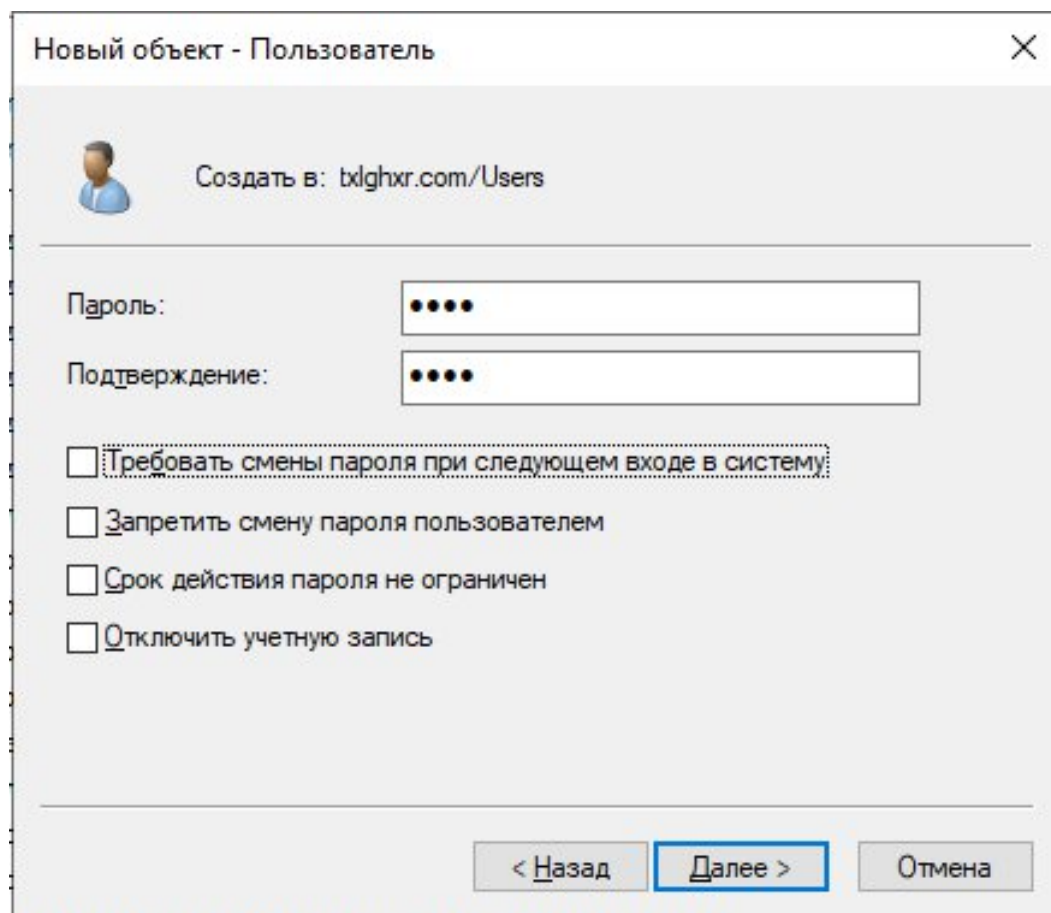 Новый объект - Пользователь
Создать в: txlghxr.com/Users
Пароль: ••••
Подтверждение: ••••
Требовать смены пароля при следующем входе в систему
Запретить смену пароля пользователем
Срок действия пароля не ограничен
Отключить учетную запись
< Назад Далее > Отмена